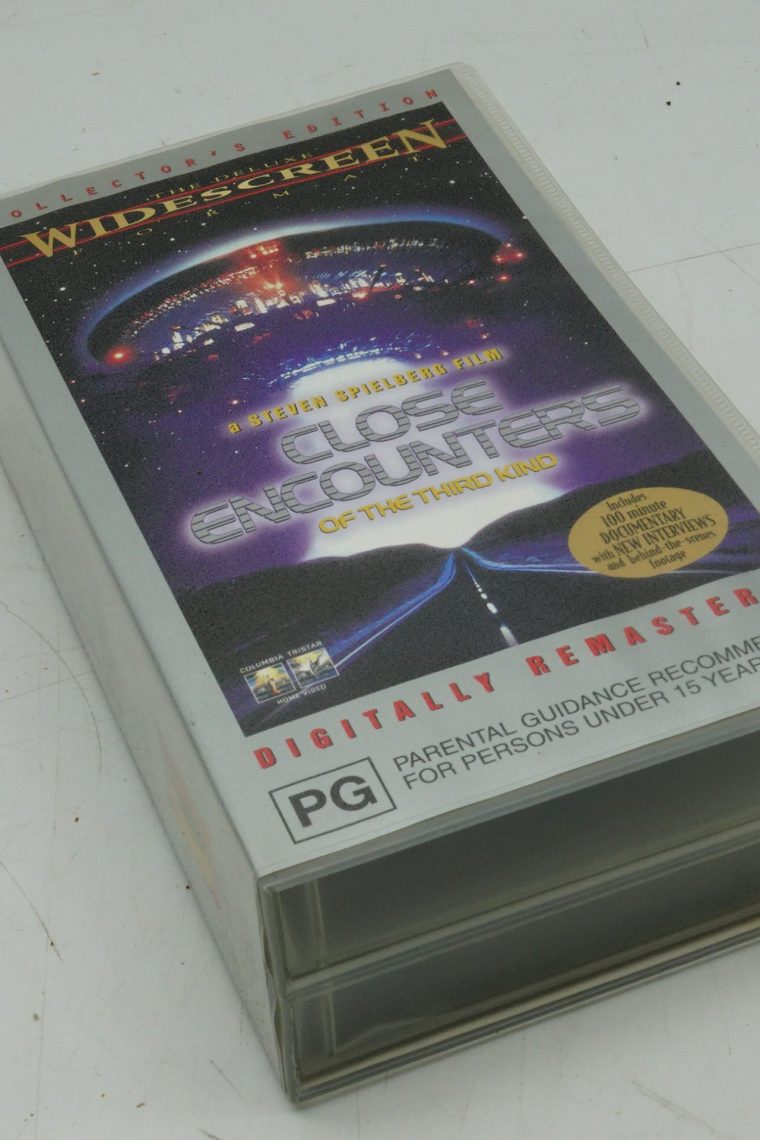 OLLECTOR'S EDITION
THE DELUXE
WIDESCREEN
FORMAT
a STEVEN SPIELBERG FILM
CLOSE
ENCOUNTERS
OF THE THIRD KIND
Includes
100 minute
DOCUMENTARY
with NEW INTERVIEWS
and behind-the-scenes
footage
COLUMBIA TRISTAR
HOME VIDEO
DIGITALLY REMASTER
PG
PARENTAL GUIDANCE RECOMME
FOR PERSONS UNDER 15 YEAR